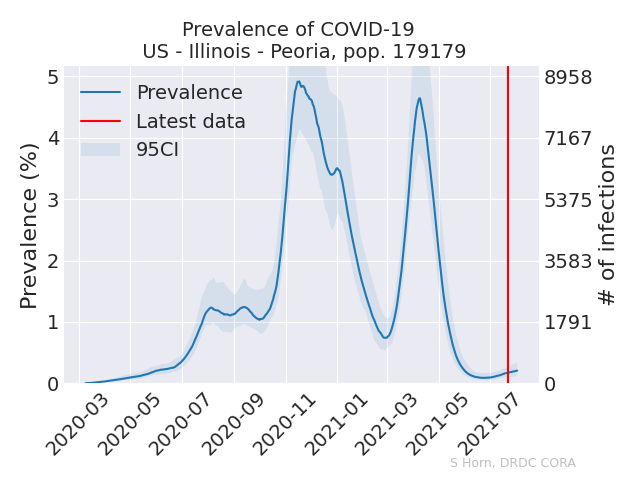 Prevalence of COVID-19
US - Illinois - Peoria, pop. 179179
Prevalence
Latest data
95CI
Prevalence (%)
5
4
3
2
1
0
8958
7167
5375
3583
1791
0
# of infections
2020-03
2020-05
2020-07
2020-09
2020-11
2021-01
2021-03
2021-05
2021-07
S Horn, DRDC CORA